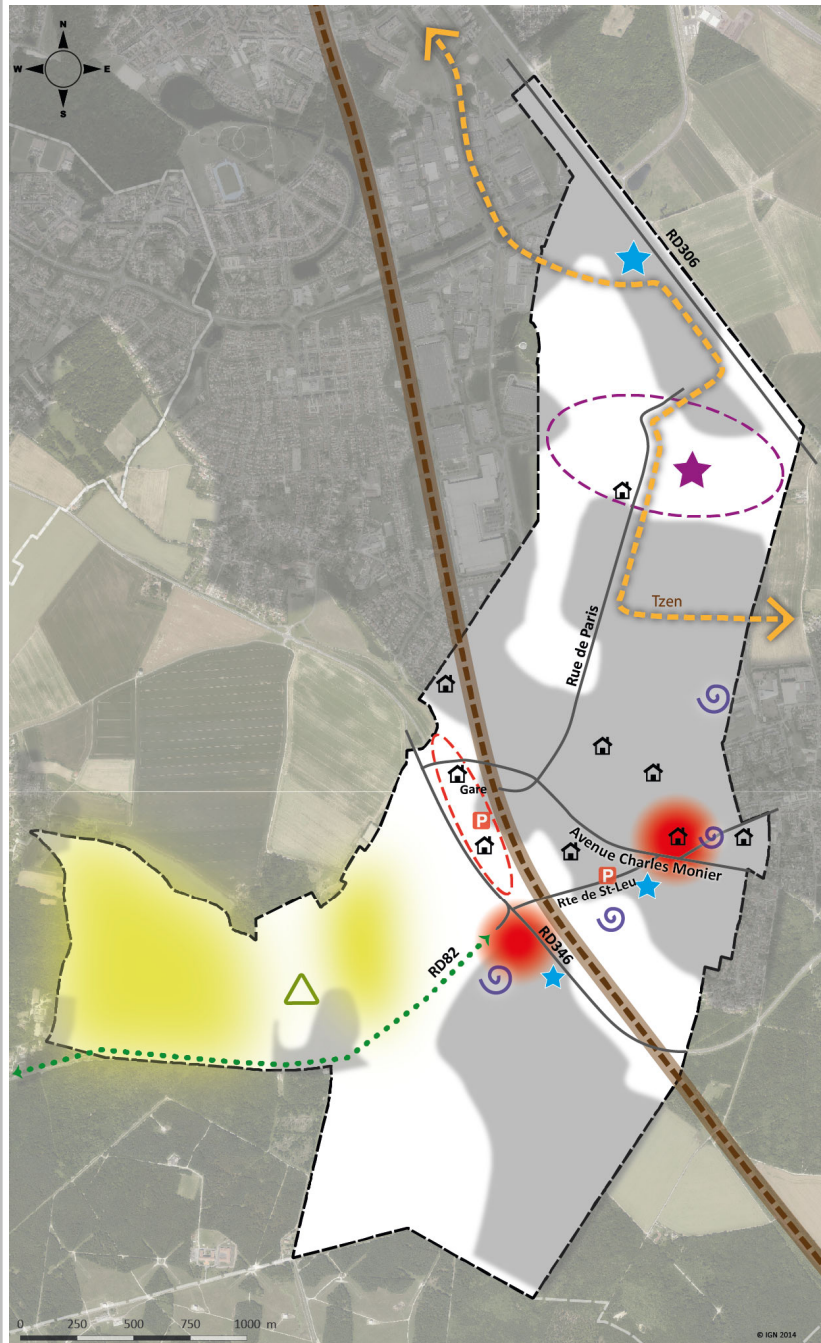 N
W E
S
RD306
Tzen
Rue de Paris
Gare
P
Avenue Charles Monier
P
Rte de St-Leu
RD346
RD82
0 250 500 750 1000 m
© IGN 2014